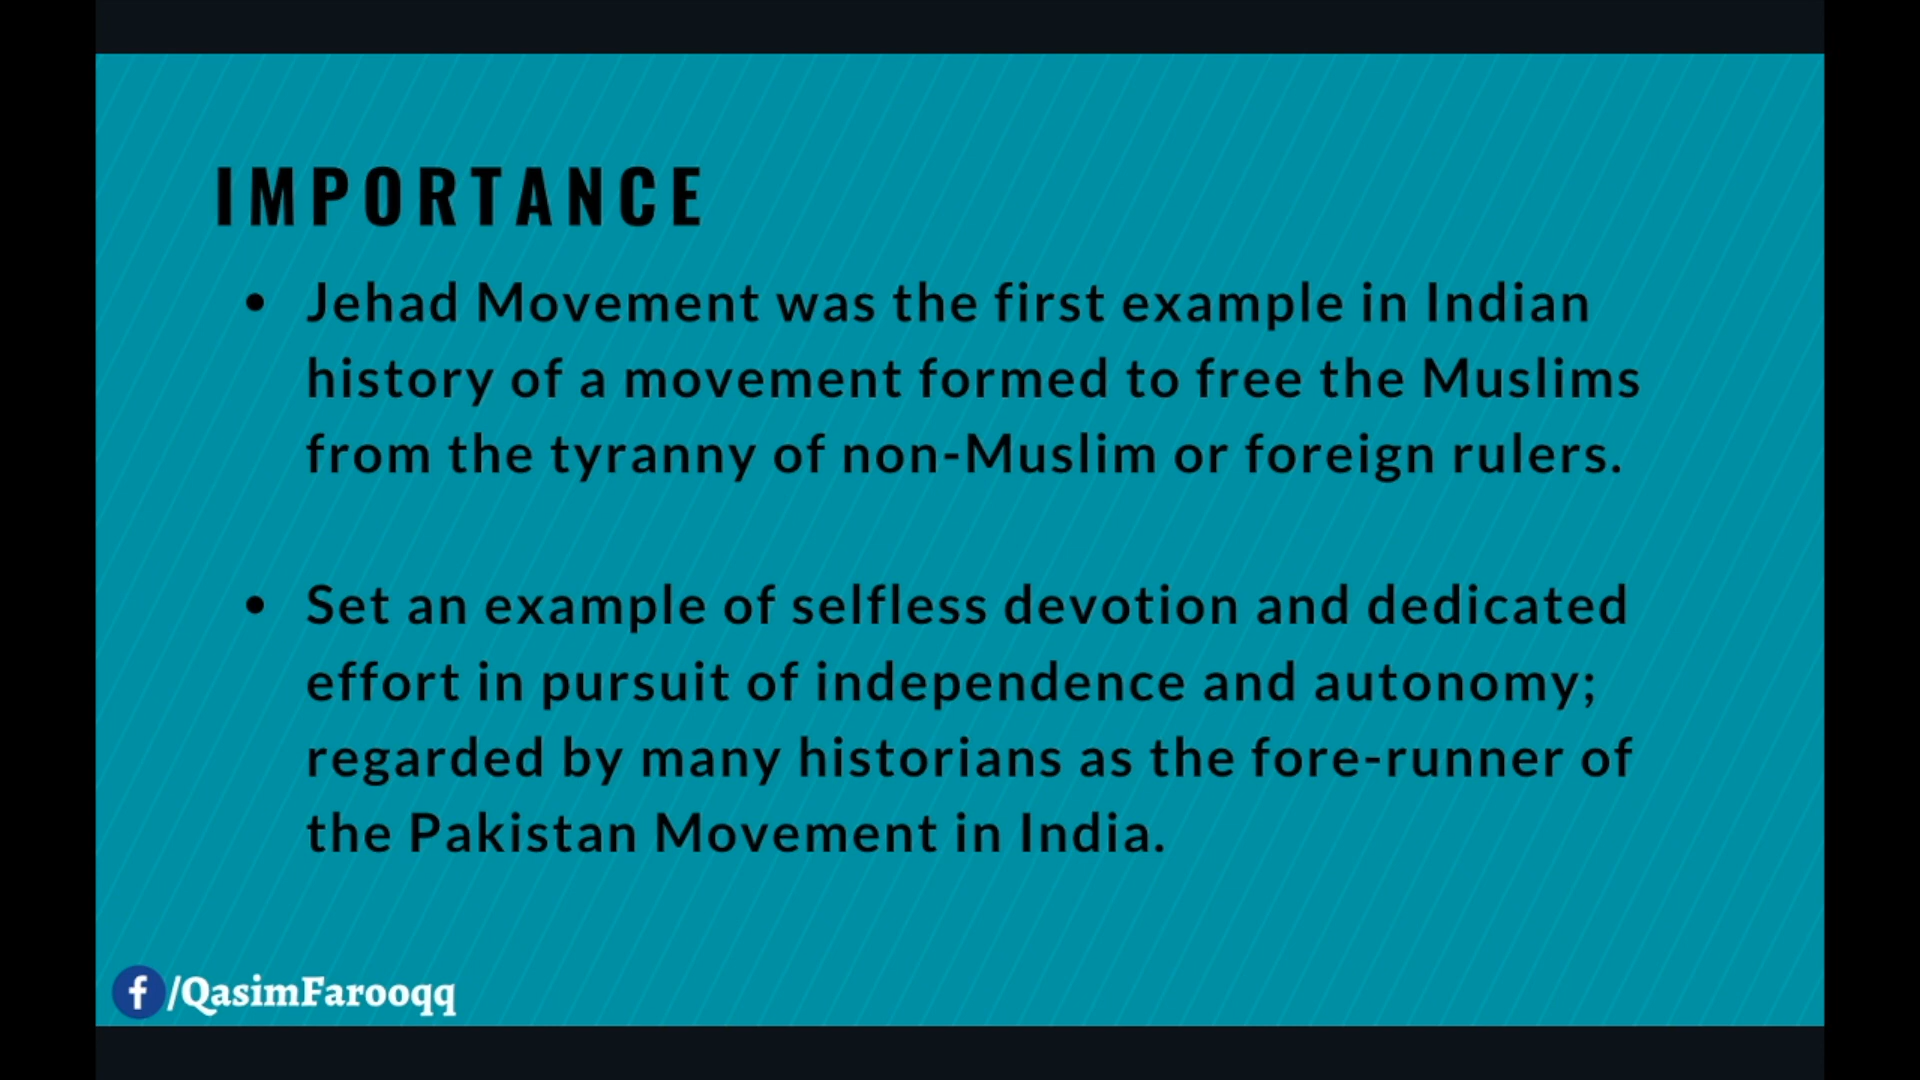 IMPORTANCE
• Jehad Movement was the first example in Indian
history of a movement formed to free the Muslims
from the tyranny of non-Muslim or foreign rulers.
• Set an example of selfless devotion and dedicated
effort in pursuit of independence and autonomy;
regarded by many historians as the fore-runner of
the Pakistan Movement in India.
f/QasimFarooqq